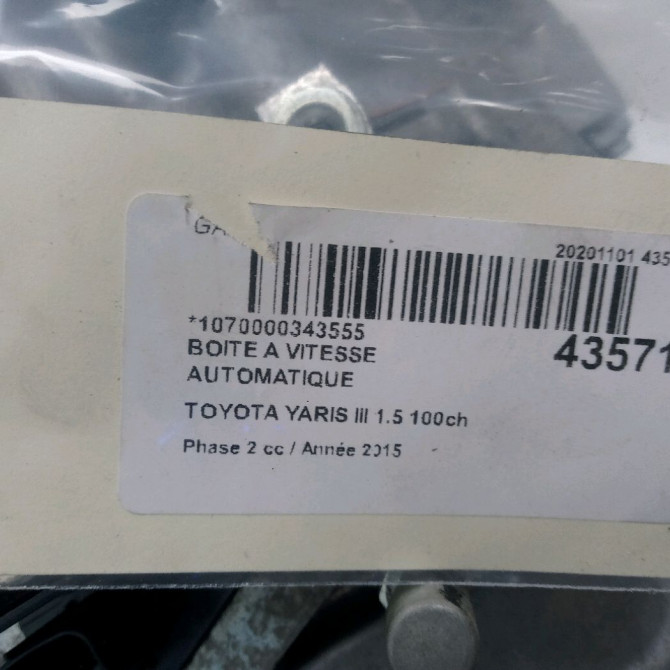 20201101 435
*1070000343555
43571
BOITE A VITESSE
AUTOMATIQUE
TOYOTA YARIS III 1.5 100ch
Phase 2 cc / Année 2015